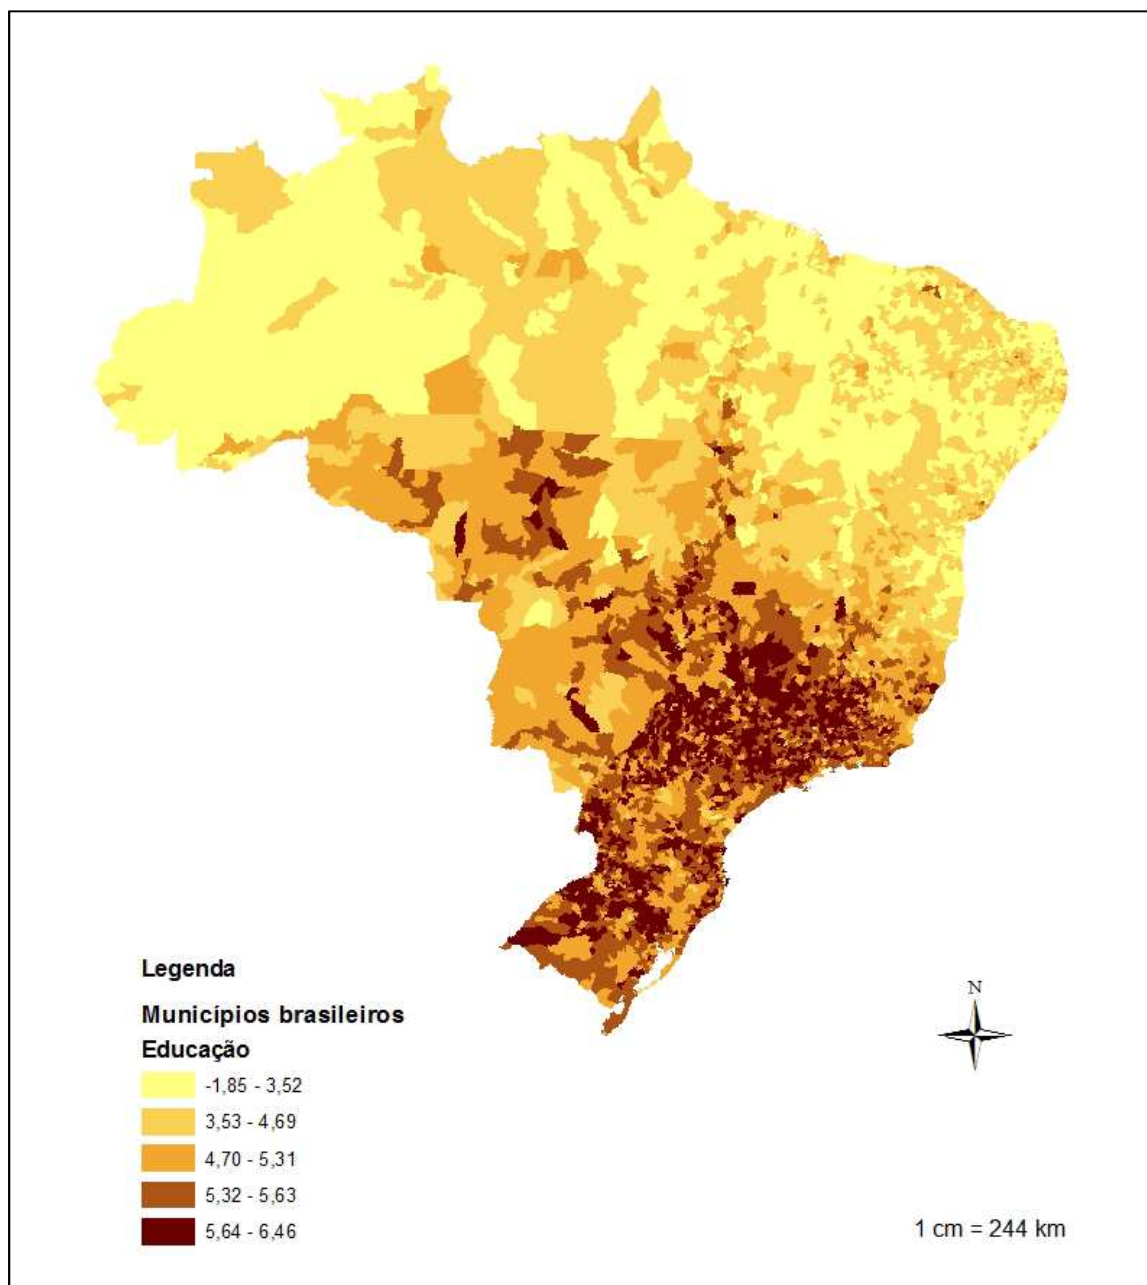 Legenda
Municípios brasileiros
Educação
-1,85 - 3,52
3,53 - 4,69
4,70 - 5,31
5,32 - 5,63
5,64 - 6,46
N
1 cm = 244 km